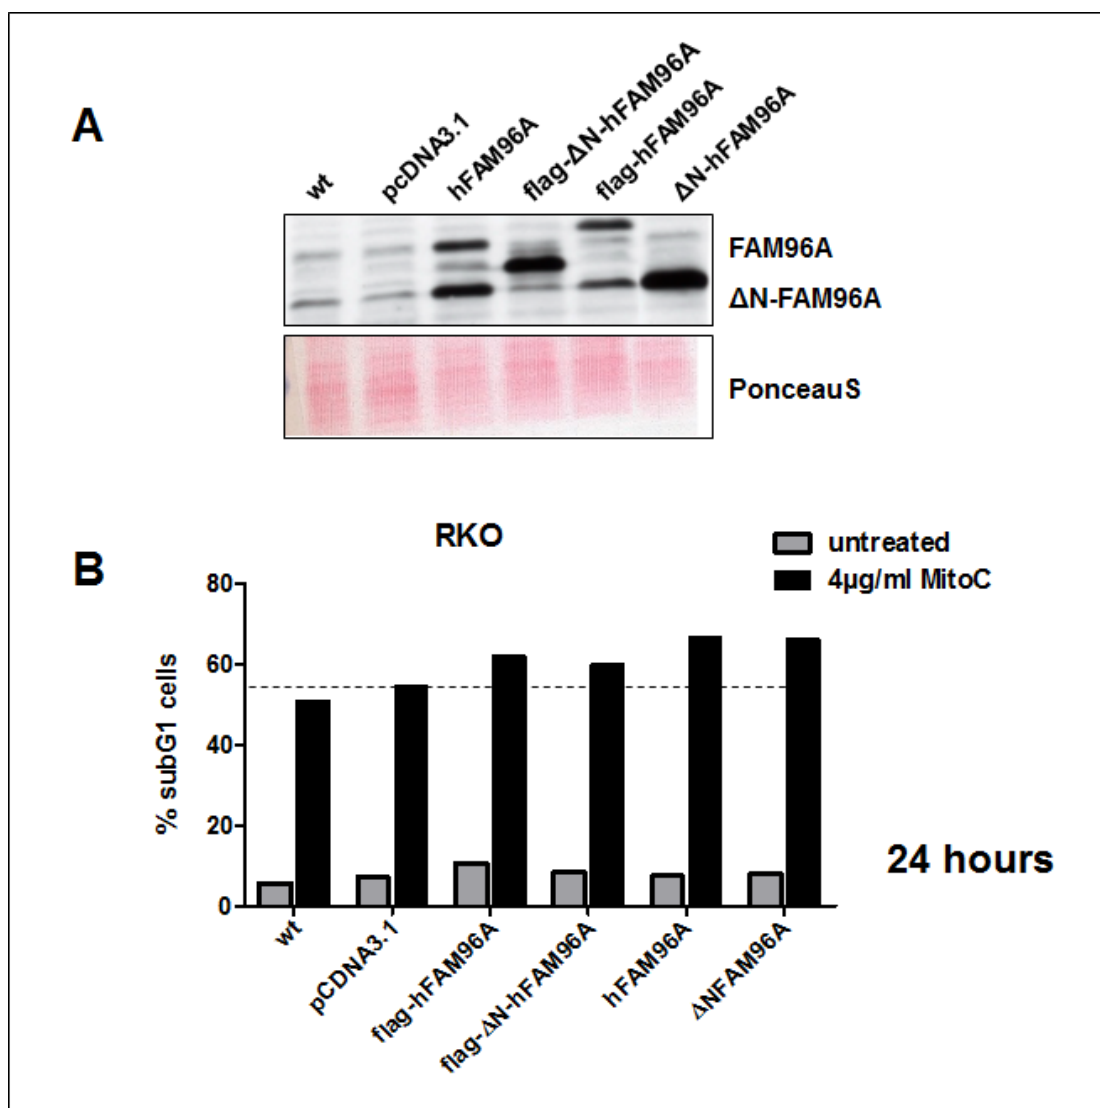 A
wt
pcDNA3.1
hFAM96A
flag-ΔN-hFAM96A
flag-hFAM96A
ΔN-hFAM96A
FAM96A
ΔN-FAM96A
PonceauS
B
RKO
untreated
4µg/ml MitoC
% subG1 cells
80
60
40
20
0
24 hours
wt
pCDNA3.1
flag-hFAM96A
flag-ΔN-hFAM96A
hFAM96A
ΔNFAM96A